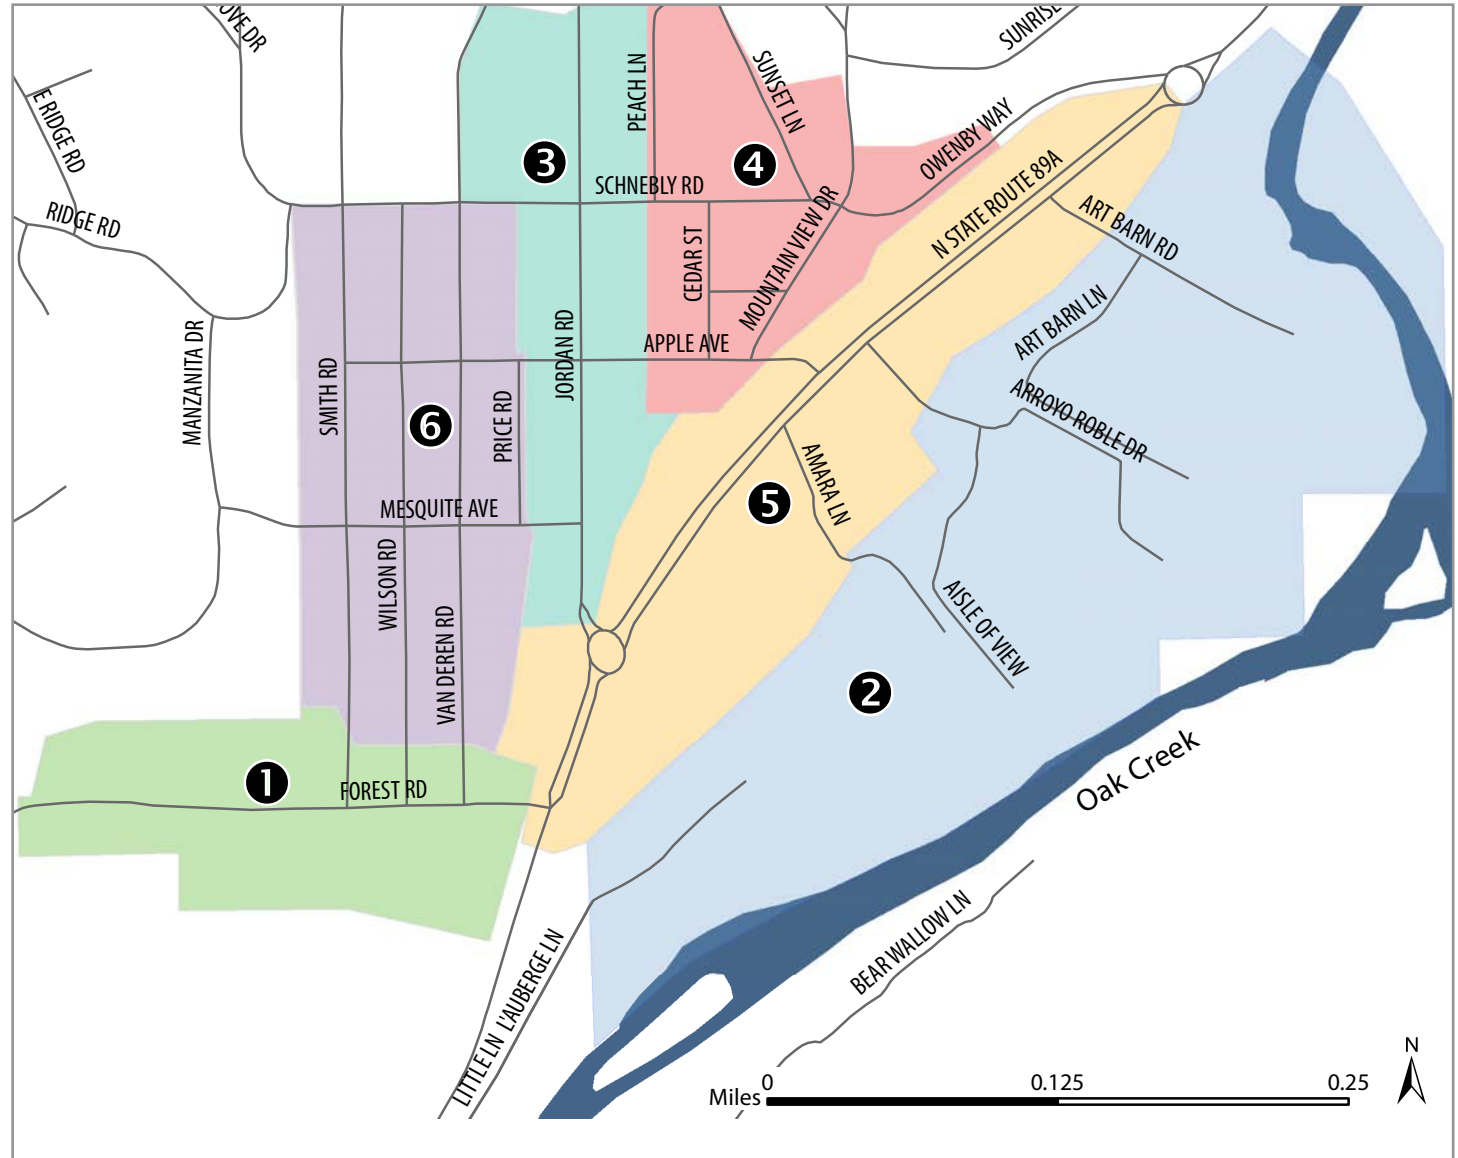 SUNRISE
E RIDGE RD
RIDGE RD
PEACH LN
SUNSET LN
3
4
SCHNEBLY RD
OWENBY WAY
N STATE ROUTE 89A
ART BARN RD
CEDAR ST
MOUNTAIN VIEW DR
MANZANITA DR
SMITH RD
JORDAN RD
APPLE AVE
ART BARN LN
ARROYO ROBLE DR
6
PRICE RD
5
AMARA LN
MESQUITE AVE
WILSON RD
VAN DEREN RD
AISLE OF VIEW
2
1
FOREST RD
Oak Creek
BEAR WALLOW LN
LITTLE LN
L'AUBERGE LN
N
Miles
0
0.125
0.25